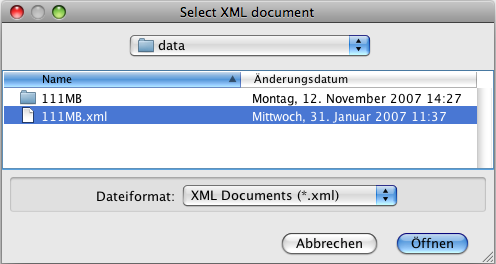 Select XML document
data
Name Änderungsdatum
111MB Montag, 12. November 2007 14:27
111MB.xml Mittwoch, 31. Januar 2007 11:37
Dateiformat: XML Documents (*.xml)
Abbrechen Öffnen